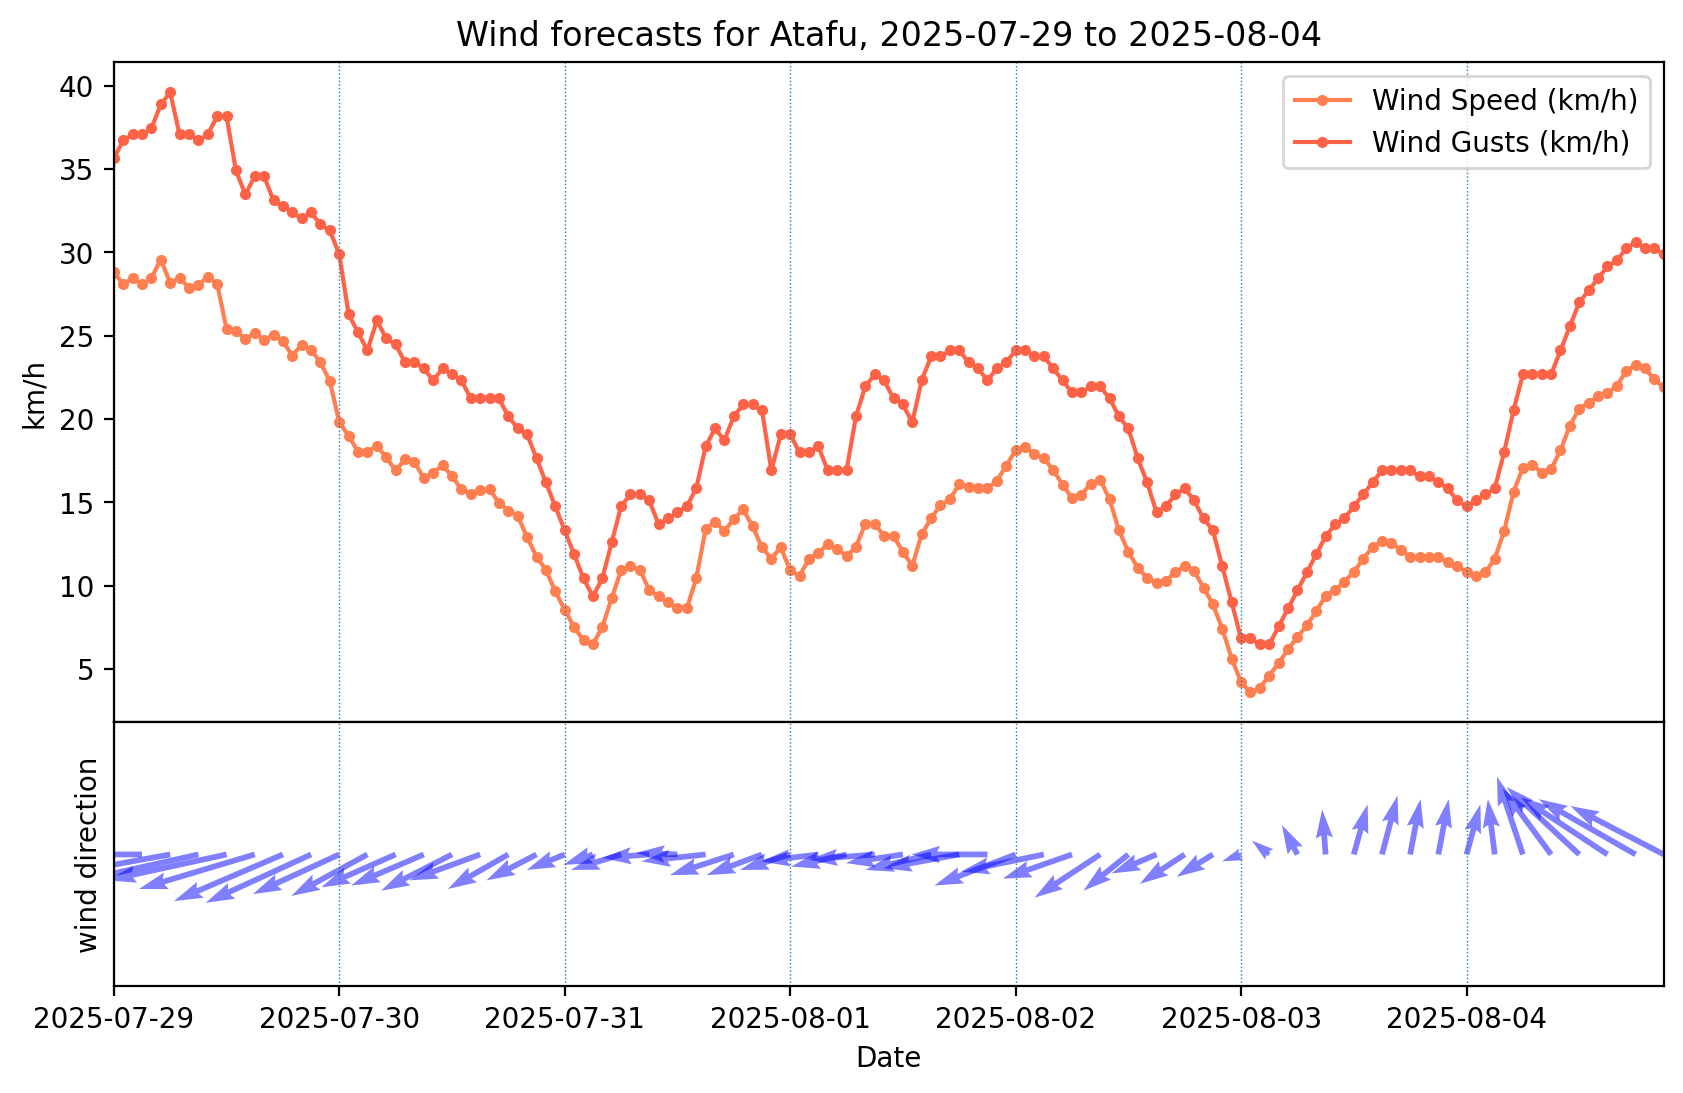 Wind forecasts for Atafu, 2025-07-29 to 2025-08-04
Wind Speed (km/h)
Wind Gusts (km/h)
km/h
40
35
30
25
20
15
10
5
wind direction
2025-07-29 2025-07-30 2025-07-31 2025-08-01 2025-08-02 2025-08-03 2025-08-04
Date